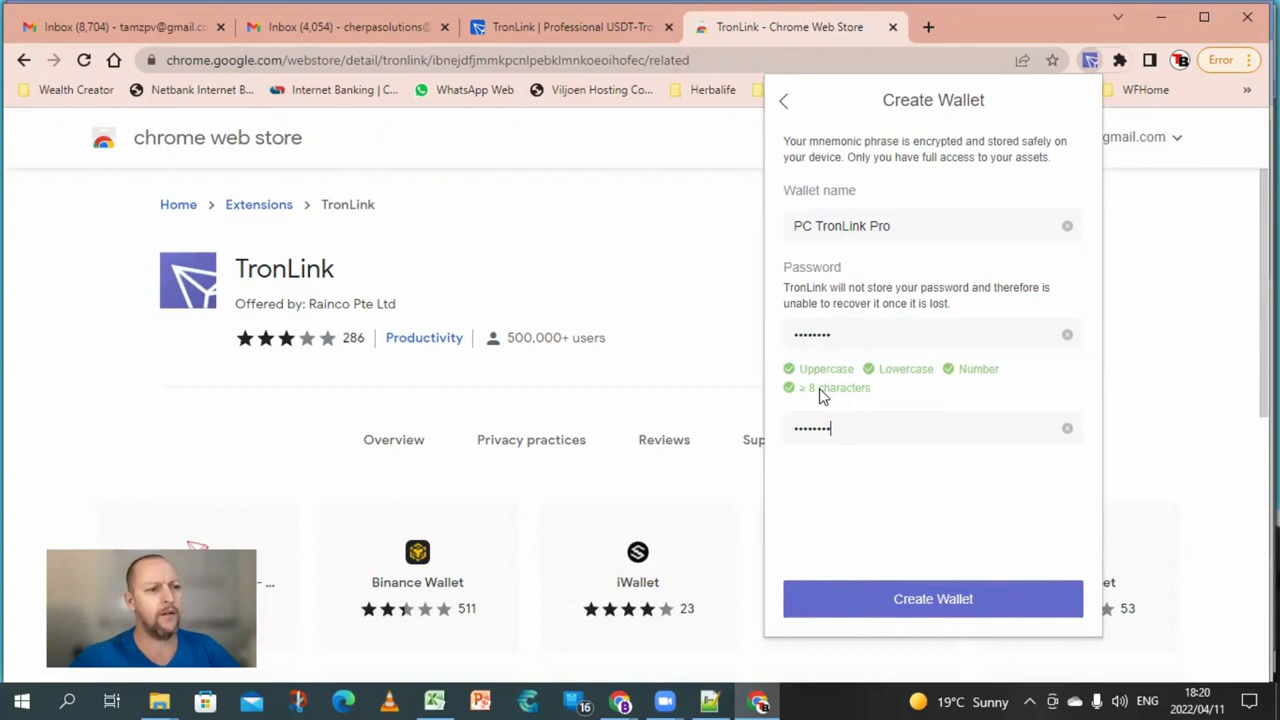 Inbox (8,704) - tamzpv@gmail.co
Inbox (4,054) - cherpasolutions@
TronLink | Professional USDT-Tro
TronLink - Chrome Web Store
chrome.google.com/webstore/detail/tronlink/ibnejdfjmmkpcnlpebklmnkoeoihofec/related
Error
Wealth Creator
Netbank Internet B...
Internet Banking | C...
WhatsApp Web
Viljoen Hosting Co...
Herbalife
WFHome
»
chrome web store
gmail.com
Home > Extensions > TronLink
TronLink
Offered by: Rainco Pte Ltd
286
Productivity
500,000+ users
Overview
Privacy practices
Reviews
Sup
- ...
Binance Wallet
511
iWallet
23
et
53
Create Wallet
Your mnemonic phrase is encrypted and stored safely on
your device. Only you have full access to your assets.
Wallet name
PC TronLink Pro
Password
TronLink will not store your password and therefore is
unable to recover it once it is lost.
••••••••
Uppercase
Lowercase
Number
≥ 8 characters
••••••••
Create Wallet
16
19°C Sunny
ENG
18:20
2022/04/11